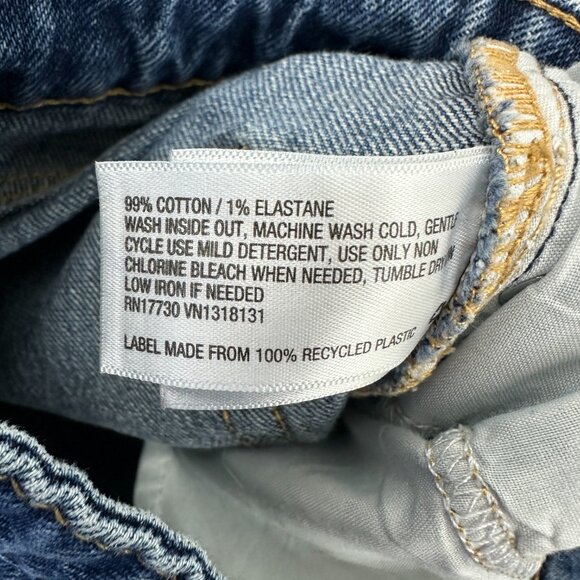 99% COTTON / 1% ELASTANE
WASH INSIDE OUT, MACHINE WASH COLD, GENTLE
CYCLE USE MILD DETERGENT, USE ONLY NON
CHLORINE BLEACH WHEN NEEDED, TUMBLE DRY
LOW IRON IF NEEDED
RN17730 VN1318131
LABEL MADE FROM 100% RECYCLED PLASTIC